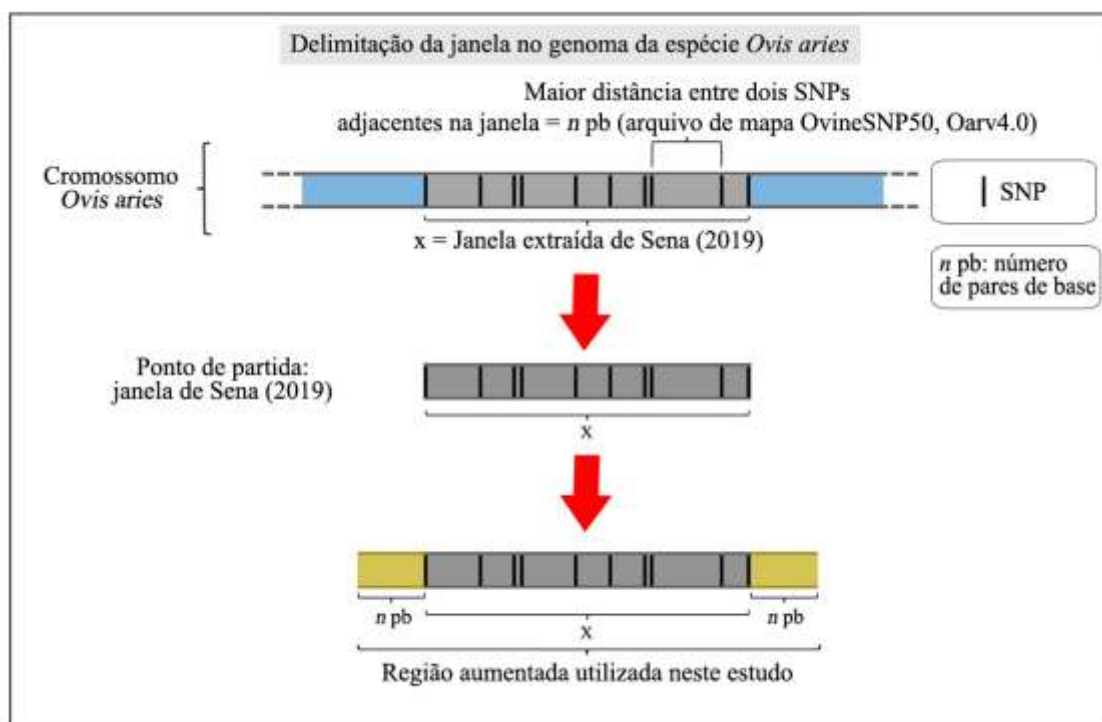 Delimitação da janela no genoma da espécie Ovis aries
Maior distância entre dois SNPs
adjacentes na janela = n pb (arquivo de mapa OvineSNP50, Oarv4.0)
Cromossomo
Ovis aries
SNP
x = Janela extraída de Sena (2019)
n pb: número
de pares de base
Ponto de partida:
janela de Sena (2019)
x
n pb
x
n pb
Região aumentada utilizada neste estudo